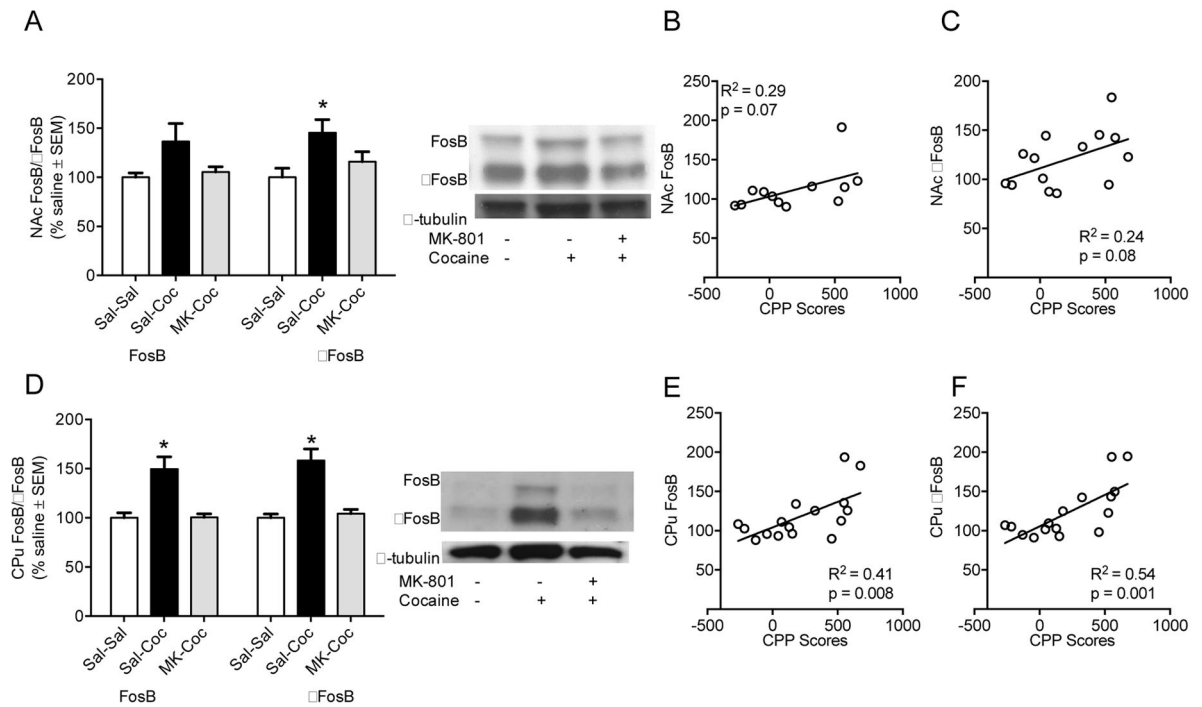 A
NAc FosB/□FosB
(% saline ± SEM)
200
150
100
50
0
*
Sal-Sal
Sal-Coc
MK-Coc
Sal-Sal
Sal-Coc
MK-Coc
FosB
□FosB
FosB
□FosB
□-tubulin
MK-801 - - +
Cocaine - + +
B
NAc FosB
250
200
150
100
50
R² = 0.29
p = 0.07
-500 0 500 1000
CPP Scores
C
NAc □FosB
200
150
100
50
0
R² = 0.24
p = 0.08
-500 0 500 1000
CPP Scores
D
CPu FosB/□FosB
(% saline ± SEM)
200
150
100
50
0
* *
Sal-Sal
Sal-Coc
MK-Coc
Sal-Sal
Sal-Coc
MK-Coc
FosB
□FosB
FosB
□FosB
□-tubulin
MK-801 - - +
Cocaine - + +
E
CPu FosB
250
200
150
100
50
R² = 0.41
p = 0.008
-500 0 500 1000
CPP Scores
F
CPu □FosB
250
200
150
100
50
R² = 0.54
p = 0.001
-500 0 500 1000
CPP Scores